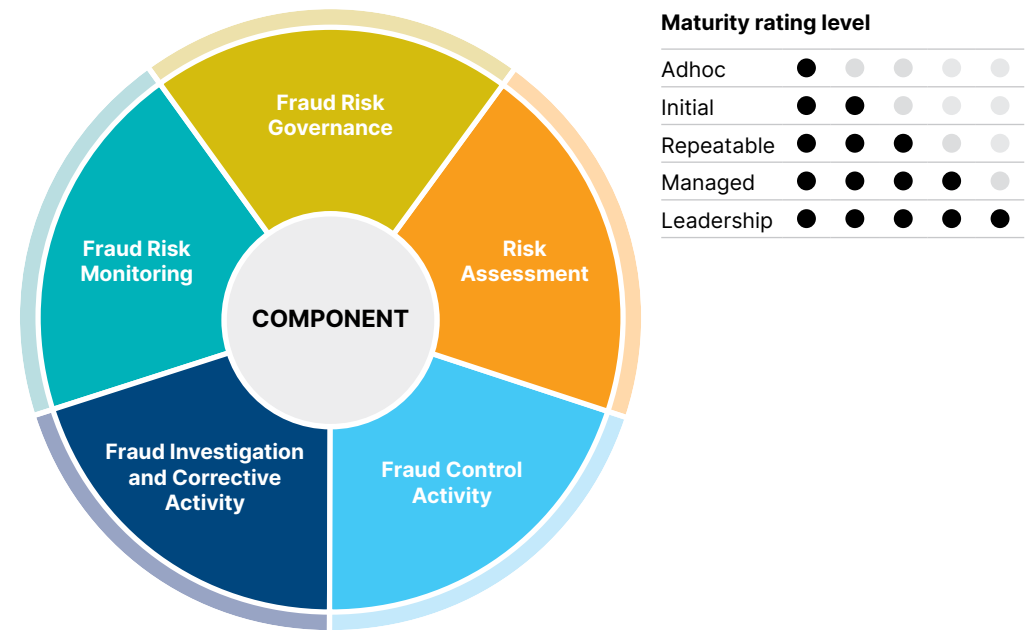 Fraud Risk
Governance
Risk
Assessment
Fraud Control
Activity
Fraud Investigation
and Corrective
Activity
Fraud Risk
Monitoring
COMPONENT
Maturity rating level
Adhoc
Initial
Repeatable
Managed
Leadership